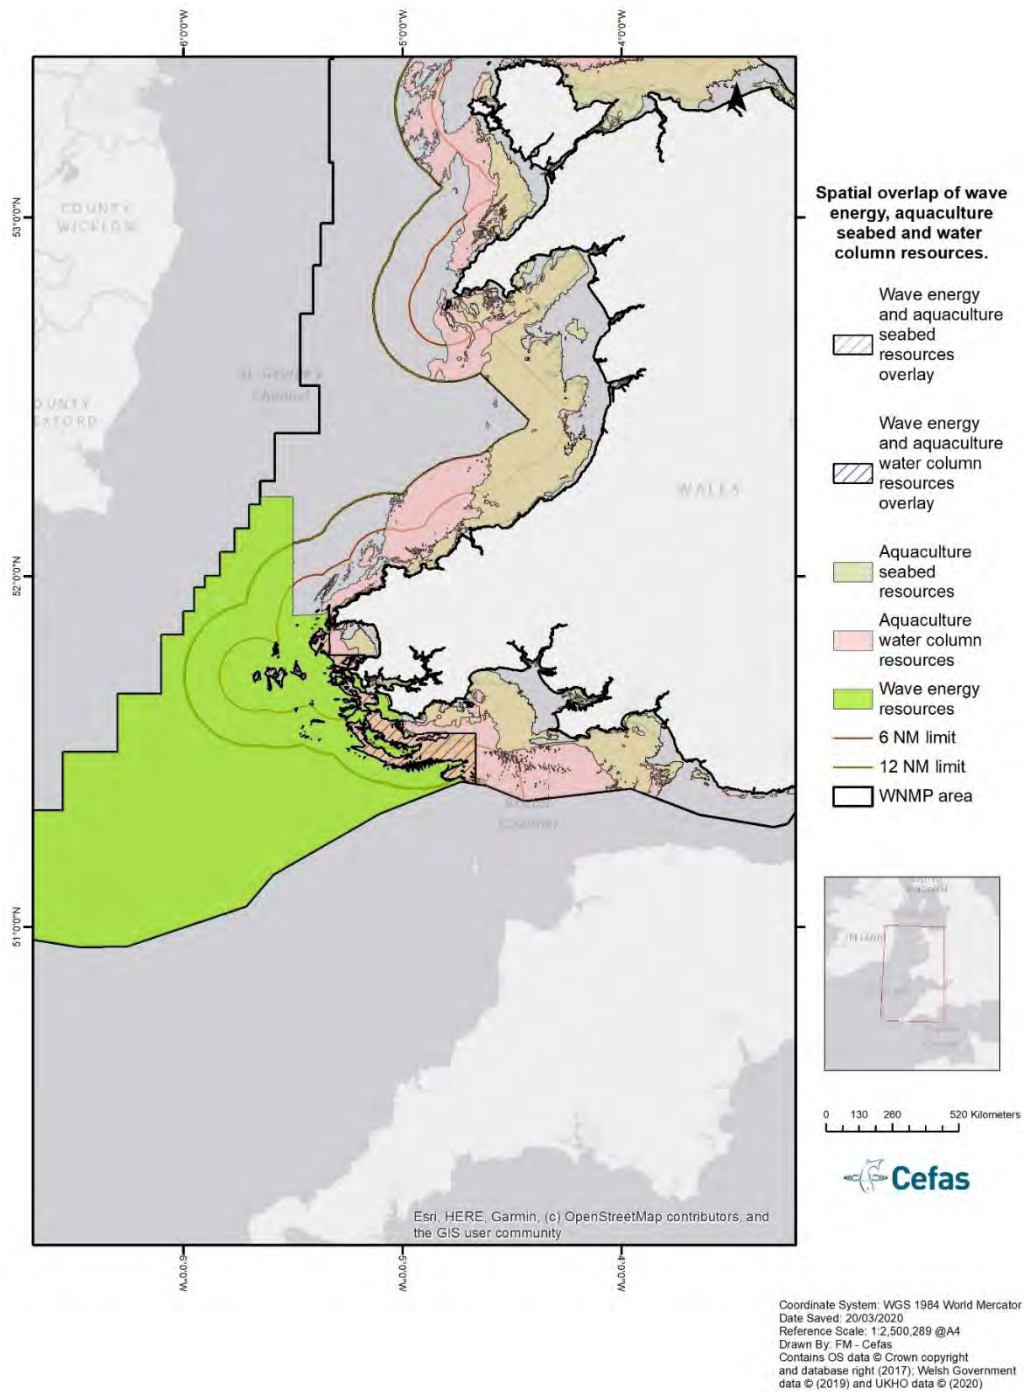 6°0'0"W
5°0'0"W
4°0'0"W
53°0'0"N
52°0'0"N
51°0'0"N
COUNTY
WICKLOW
OUNTY
EXFORD
St. George's
Channel
WALES
Channel
Spatial overlap of wave
energy, aquaculture
seabed and water
column resources.
Wave energy
and aquaculture
seabed
resources
overlay
Wave energy
and aquaculture
water column
resources
overlay
Aquaculture
seabed
resources
Aquaculture
water column
resources
Wave energy
resources
6 NM limit
12 NM limit
WNMP area
0 130 260 520 Kilometers
Cefas
Esri, HERE, Garmin, (c) OpenStreetMap contributors, and
the GIS user community
6°0'0"W
5°0'0"W
4°0'0"W
Coordinate System: WGS 1984 World Mercator
Date Saved: 20/03/2020
Reference Scale: 1:2,500,289 @A4
Drawn By: FM - Cefas
Contains OS data © Crown copyright
and database right (2017); Welsh Government
data © (2019) and UKHO data © (2020)